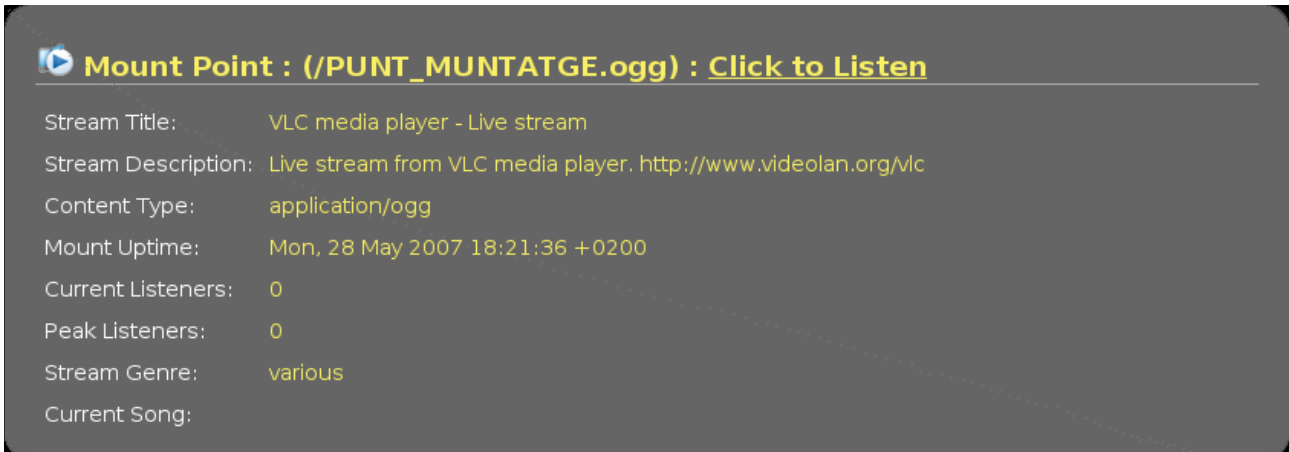 Mount Point : (/PUNT_MUNTATGE.ogg) : Click to Listen
Stream Title: VLC media player - Live stream
Stream Description: Live stream from VLC media player. http://www.videolan.org/vlc
Content Type: application/ogg
Mount Uptime: Mon, 28 May 2007 18:21:36 +0200
Current Listeners: 0
Peak Listeners: 0
Stream Genre: various
Current Song: